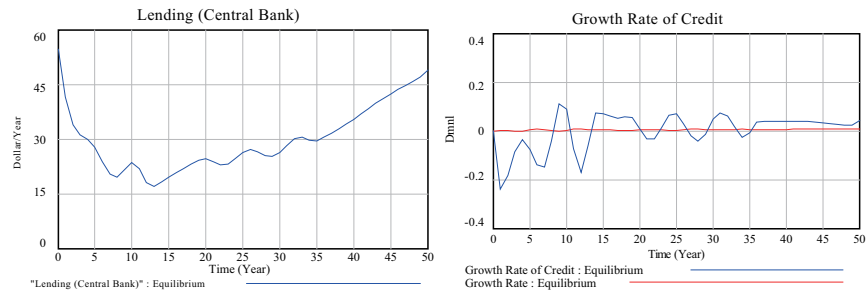 Lending (Central Bank)
60
45
30
15
0
Dollar/Year
0 5 10 15 20 25 30 35 40 45 50
Time (Year)
"Lending (Central Bank)" : Equilibrium
Growth Rate of Credit
0.4
0.2
0
-0.2
-0.4
Dmnl
0 5 10 15 20 25 30 35 40 45 50
Time (Year)
Growth Rate of Credit : Equilibrium
Growth Rate : Equilibrium